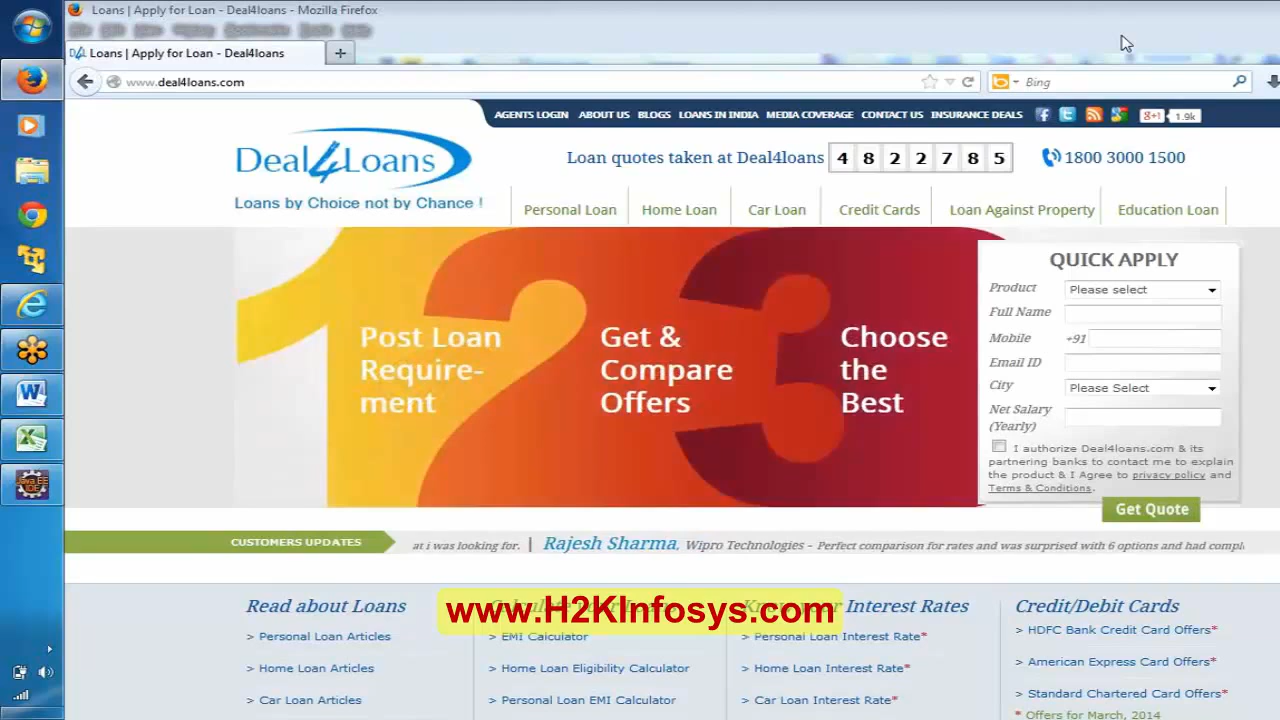 Loans | Apply for Loan - Deal4loans - Mozilla Firefox
Loans | Apply for Loan - Deal4loans
www.deal4loans.com
Bing
AGENTS LOGIN ABOUT US BLOGS LOANS IN INDIA MEDIA COVERAGE CONTACT US INSURANCE DEALS
g+1 1.9k
Deal4Loans
Loans by Choice not by Chance !
Loan quotes taken at Deal4loans 4 8 2 2 7 8 5
1800 3000 1500
Personal Loan Home Loan Car Loan Credit Cards Loan Against Property Education Loan
1 2 3
Post Loan
Require-
ment
Get &
Compare
Offers
Choose
the
Best
QUICK APPLY
Product Please select
Full Name
Mobile +91
Email ID
City Please Select
Net Salary
(Yearly)
I authorize Deal4loans.com & its
partnering banks to contact me to explain
the product & I Agree to privacy policy and
Terms & Conditions.
Get Quote
CUSTOMERS UPDATES
at i was looking for. | Rajesh Sharma, Wipro Technologies – Perfect comparison for rates and was surprised with 6 options and had compl
www.H2KInfosys.com
Read about Loans
> Personal Loan Articles
> Home Loan Articles
> Car Loan Articles
> EMI Calculator
> Home Loan Eligibility Calculator
> Personal Loan EMI Calculator
Interest Rates
> Personal Loan Interest Rate*
> Home Loan Interest Rate*
> Car Loan Interest Rate*
Credit/Debit Cards
> HDFC Bank Credit Card Offers*
> American Express Card Offers*
> Standard Chartered Card Offers*
* Offers for March, 2014
Java EE
IDE